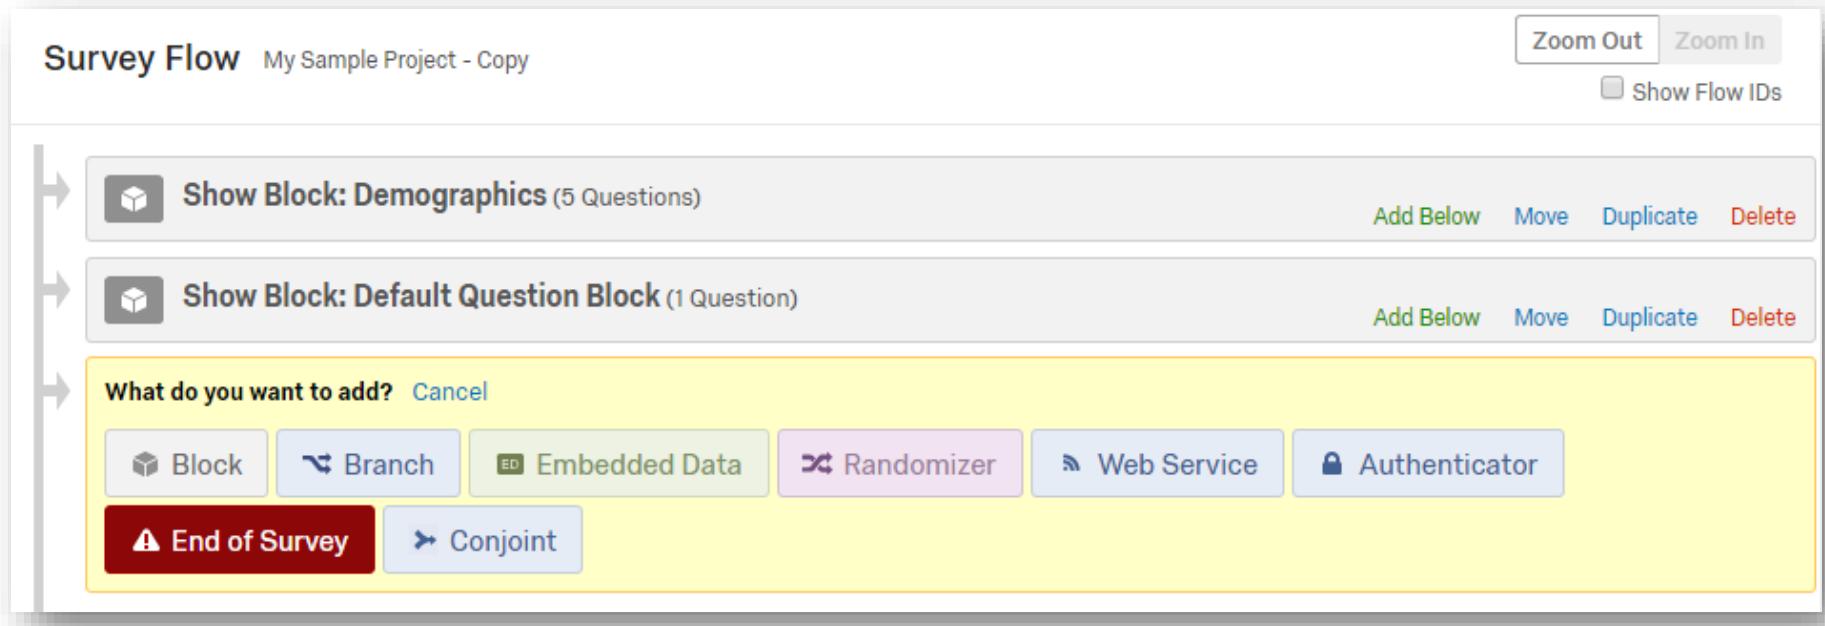 Survey Flow My Sample Project - Copy
Zoom Out Zoom In
Show Flow IDs
Show Block: Demographics (5 Questions)
Add Below Move Duplicate Delete
Show Block: Default Question Block (1 Question)
Add Below Move Duplicate Delete
What do you want to add? Cancel
Block Branch ED Embedded Data Randomizer Web Service Authenticator
End of Survey Conjoint